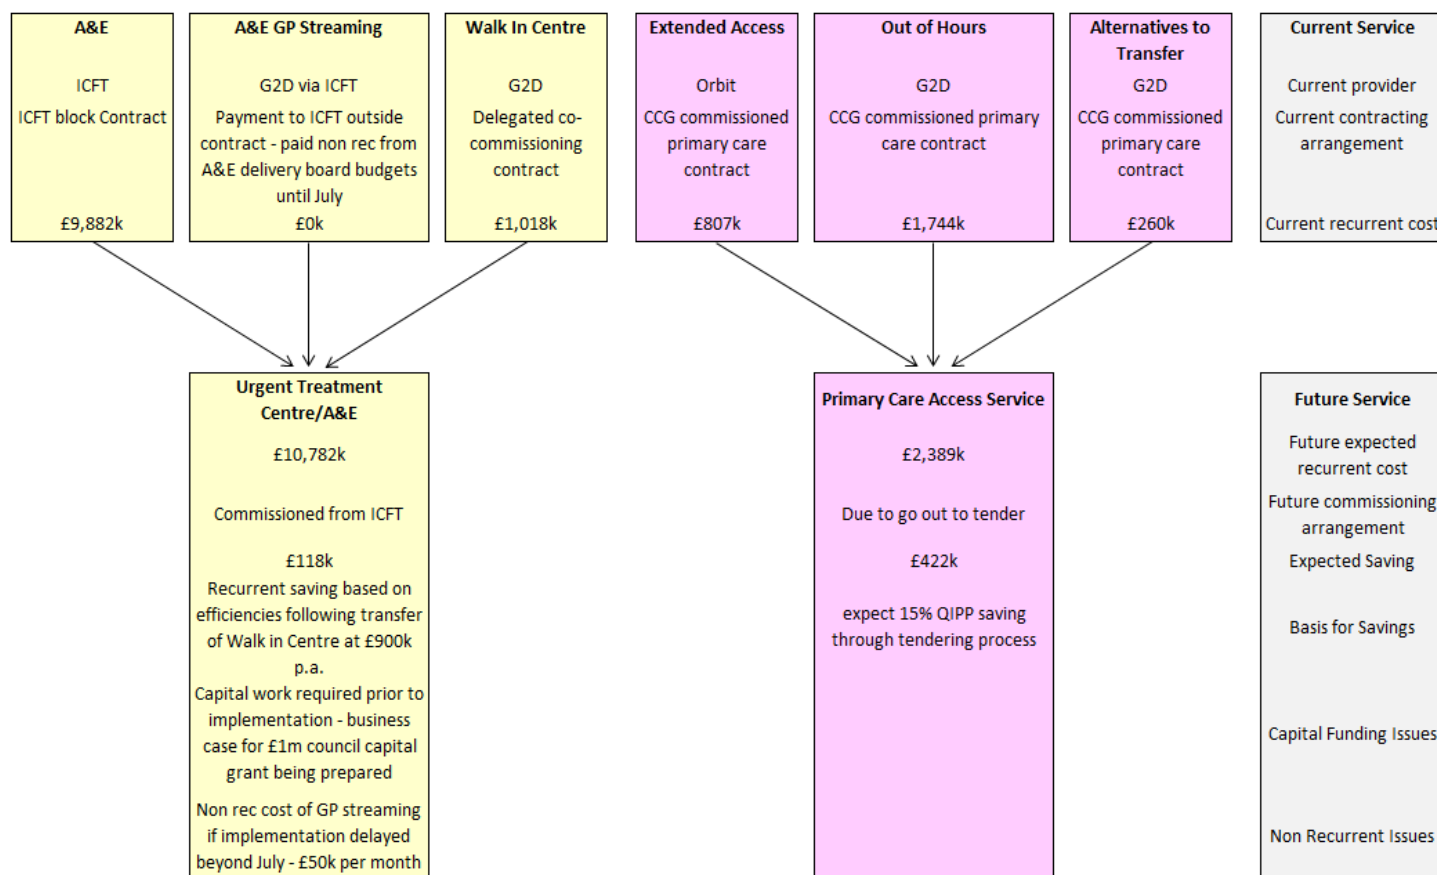 A&E
ICFT
ICFT block Contract
£9,882k
A&E GP Streaming
G2D via ICFT
Payment to ICFT outside
contract - paid non rec from
A&E delivery board budgets
until July
£0k
Walk In Centre
G2D
Delegated co-
commissioning
contract
£1,018k
Extended Access
Orbit
CCG commissioned
primary care
contract
£807k
Out of Hours
G2D
CCG commissioned primary
care contract
£1,744k
Alternatives to
Transfer
G2D
CCG commissioned
primary care
contract
£260k
Current Service
Current provider
Current contracting
arrangement
Current recurrent cost
Urgent Treatment
Centre/A&E
£10,782k
Commissioned from ICFT
£118k
Recurrent saving based on
efficiencies following transfer
of Walk in Centre at £900k
p.a.
Capital work required prior to
implementation - business
case for £1m council capital
grant being prepared
Non rec cost of GP streaming
if implementation delayed
beyond July - £50k per month
Primary Care Access Service
£2,389k
Due to go out to tender
£422k
expect 15% QIPP saving
through tendering process
Future Service
Future expected
recurrent cost
Future commissioning
arrangement
Expected Saving
Basis for Savings
Capital Funding Issues
Non Recurrent Issues